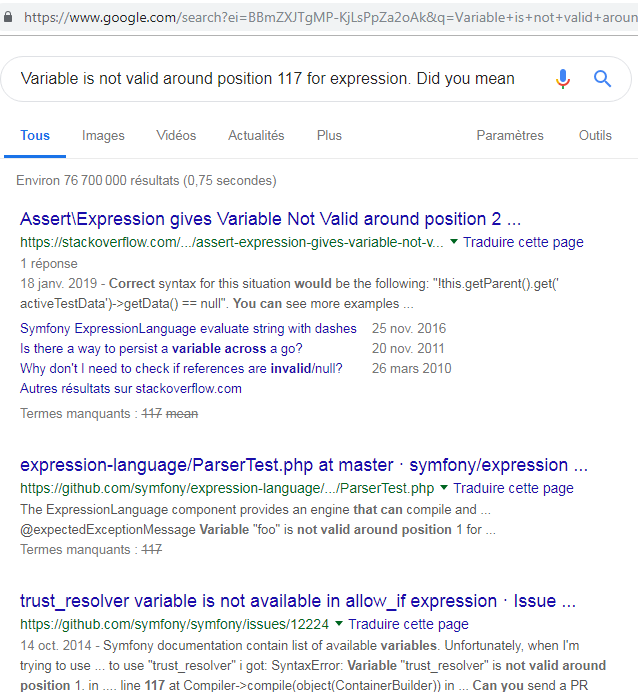 https://www.google.com/search?ei=BBmZXJTgMP-KjLsPpZa2oAk&q=Variable+is+not+valid+aroun
Variable is not valid around position 117 for expression. Did you mean
Tous Images Vidéos Actualités Plus Paramètres Outils
Environ 76 700 000 résultats (0,75 secondes)
Assert\Expression gives Variable Not Valid around position 2 ...
https://stackoverflow.com/.../assert-expression-gives-variable-not-v... Traduire cette page
1 réponse
18 janv. 2019 - Correct syntax for this situation would be the following: "!this.getParent().get('
activeTestData')->getData() == null". You can see more examples ...
Symfony ExpressionLanguage evaluate string with dashes 25 nov. 2016
Is there a way to persist a variable across a go? 20 nov. 2011
Why don't I need to check if references are invalid/null? 26 mars 2010
Autres résultats sur stackoverflow.com
Termes manquants : 117 mean
expression-language/ParserTest.php at master · symfony/expression ...
https://github.com/symfony/expression-language/.../ParserTest.php Traduire cette page
The ExpressionLanguage component provides an engine that can compile and ...
@expectedExceptionMessage Variable "foo" is not valid around position 1 for ...
Termes manquants : 117
trust_resolver variable is not available in allow_if expression · Issue ...
https://github.com/symfony/symfony/issues/12224 Traduire cette page
14 oct. 2014 - Symfony documentation contain list of available variables. Unfortunately, when I'm
trying to use ... to use "trust_resolver" i got: SyntaxError: Variable "trust_resolver" is not valid around
position 1. in .... line 117 at Compiler->compile(object(ContainerBuilder)) in ... Can you send a PR